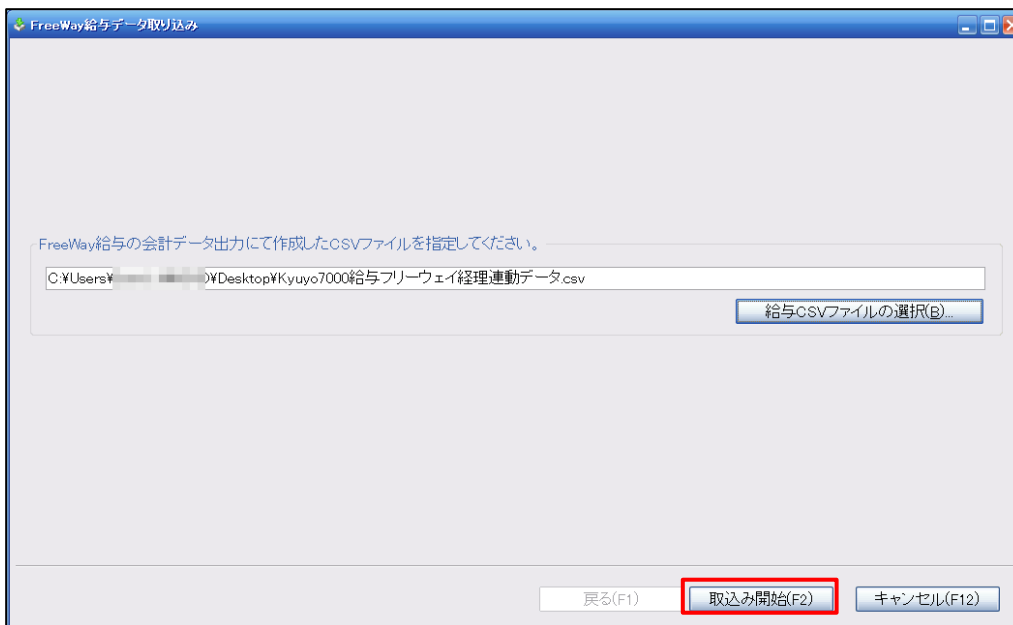 FreeWay給与データ取り込み
FreeWay給与の会計データ出力にて作成したCSVファイルを指定してください。
C:¥Users¥ )¥Desktop¥Kyuyo7000給与フリーウェイ経理連動データ.csv
給与CSVファイルの選択(B)...
戻る(F1) 取込み開始(F2) キャンセル(F12)